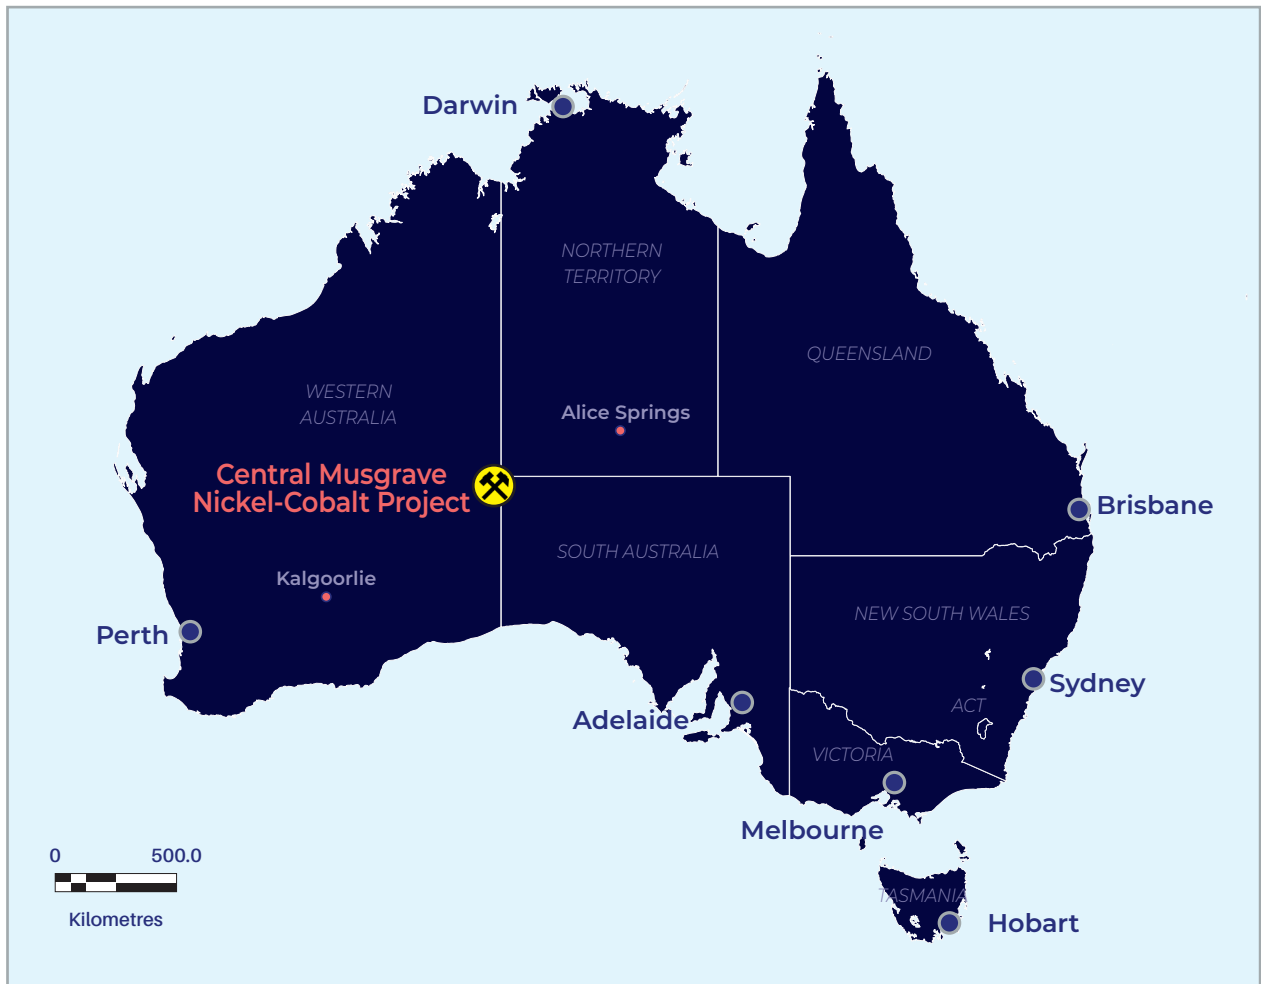 Darwin
NORTHERN
TERRITORY
QUEENSLAND
WESTERN
AUSTRALIA
Alice Springs
Central Musgrave
Nickel-Cobalt Project
Brisbane
SOUTH AUSTRALIA
Kalgoorlie
NEW SOUTH WALES
Perth
Sydney
ACT
Adelaide
VICTORIA
Melbourne
0 500.0
Kilometres
TASMANIA
Hobart